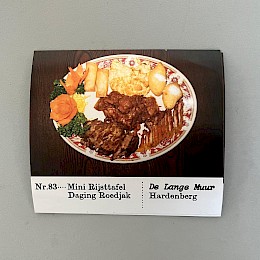 Nr.83.... Mini Rijsttafel
Daging Roedjak
De Lange Muur
Hardenberg